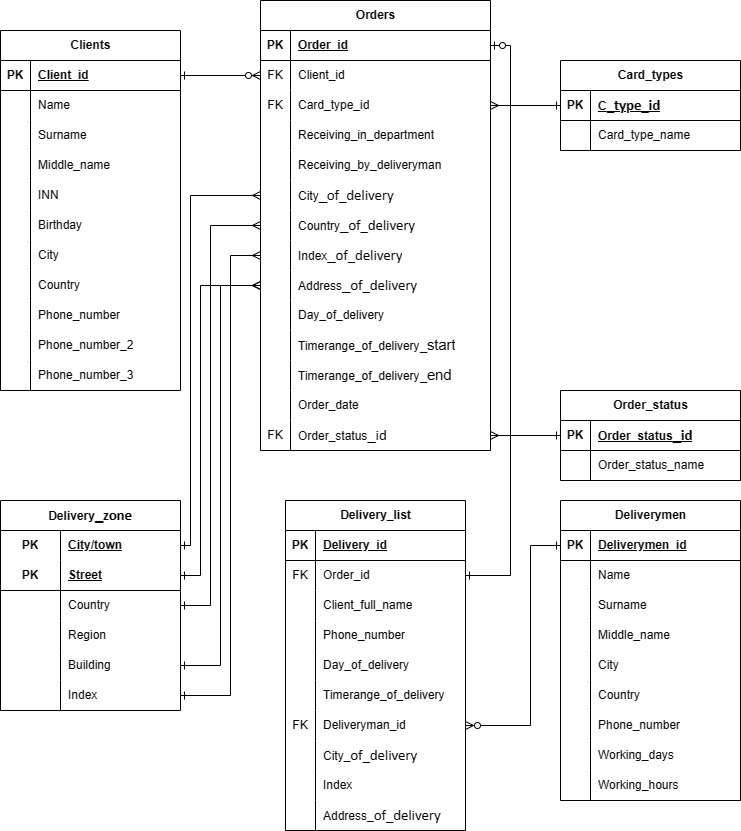 Clients
PK Client_id
Name
Surname
Middle_name
INN
Birthday
City
Country
Phone_number
Phone_number_2
Phone_number_3
Orders
PK Order_id
FK Client_id
FK Card_type_id
Receiving_in_department
Receiving_by_deliveryman
City_of_delivery
Country_of_delivery
Index_of_delivery
Address_of_delivery
Day_of_delivery
Timerange_of_delivery_start
Timerange_of_delivery_end
Order_date
FK Order_status_id
Card_types
PK C_type_id
Card_type_name
Order_status
PK Order_status_id
Order_status_name
Delivery_zone
PK City/town
PK Street
Country
Region
Building
Index
Delivery_list
PK Delivery_id
FK Order_id
Client_full_name
Phone_number
Day_of_delivery
Timerange_of_delivery
FK Deliveryman_id
City_of_delivery
Index
Address_of_delivery
Deliverymen
PK Deliverymen_id
Name
Surname
Middle_name
City
Country
Phone_number
Working_days
Working_hours